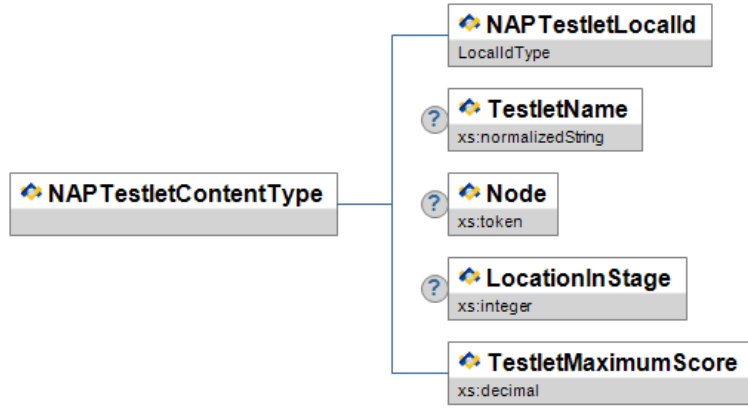 NAPTestletLocalId
LocalIdType
?
TestletName
xs:normalizedString
NAPTestletContentType
?
Node
xs:token
?
LocationInStage
xs:integer
TestletMaximumScore
xs:decimal